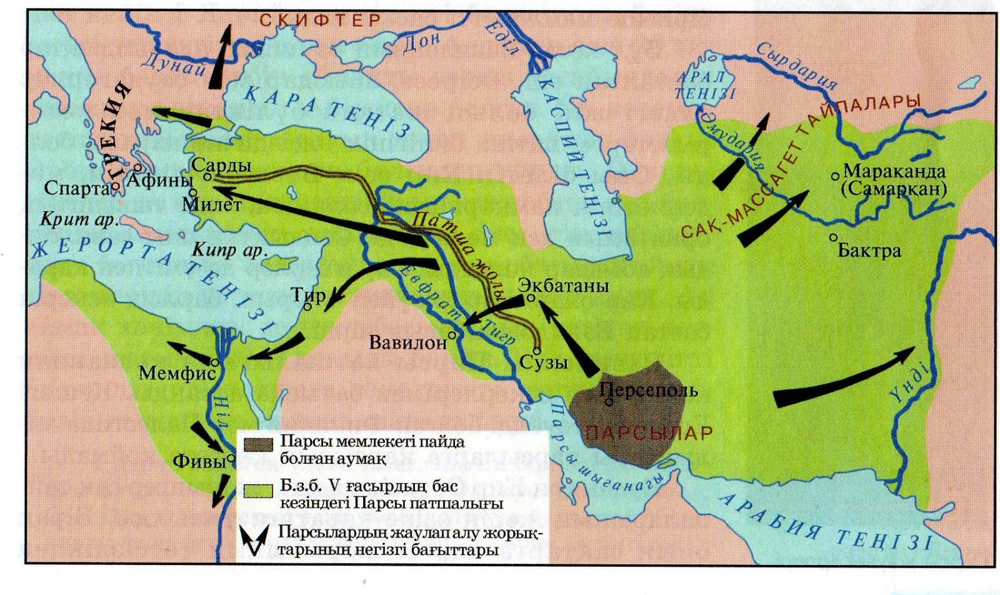 СКИФТЕР
Дунай
Дон
Еділ
Сырдария
ҚАРА ТЕҢІЗ
КАСПИЙ ТЕҢІЗІ
АРАЛ
ТЕҢІЗІ
Әмудария
САҚ-МАССАГЕТ ТАЙПАЛАРЫ
ГРЕКИЯ
Сарды
Афины
Спарта
Милет
Мараканда
(Самарқан)
Крит ар.
Кипр ар.
ЖЕРОРТА ТЕҢІЗІ
Патша жолы
Бактра
Тир
Евфрат
Тигр
Экбатаны
Вавилон
Сузы
Мемфис
Ніл
Персеполь
ПАРСЫЛАР
Үнді
Фивы
Парсы шығанағы
АРАБИЯ ТЕҢІЗІ
Парсы мемлекеті пайда
болған аумақ
Б.з.б. V ғасырдың бас
кезіндегі Парсы патшалығы
Парсылардың жаулап алу жорық-
тарының негізгі бағыттары